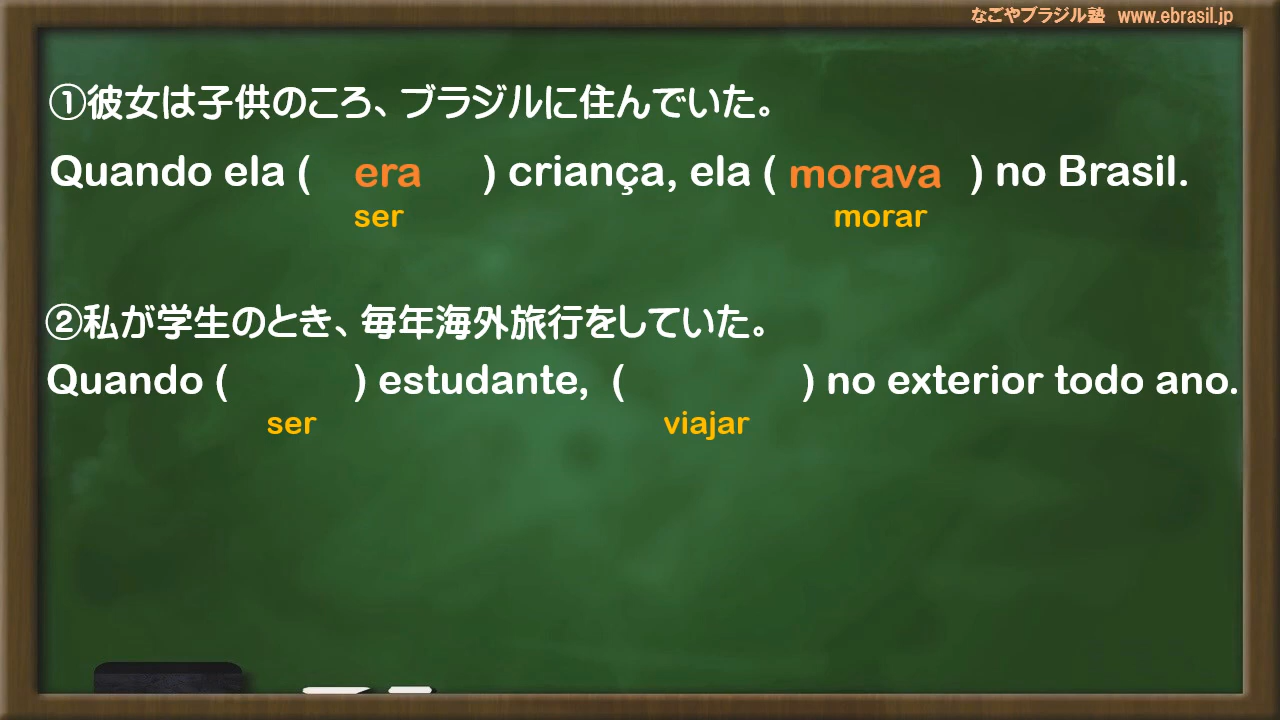 なごやブラジル塾 www.ebrasil.jp
①彼女は子供のころ、ブラジルに住んでいた。
Quando ela ( era ) criança, ela ( morava ) no Brasil.
ser morar
②私が学生のとき、毎年海外旅行をしていた。
Quando ( ) estudante, ( ) no exterior todo ano.
ser viajar